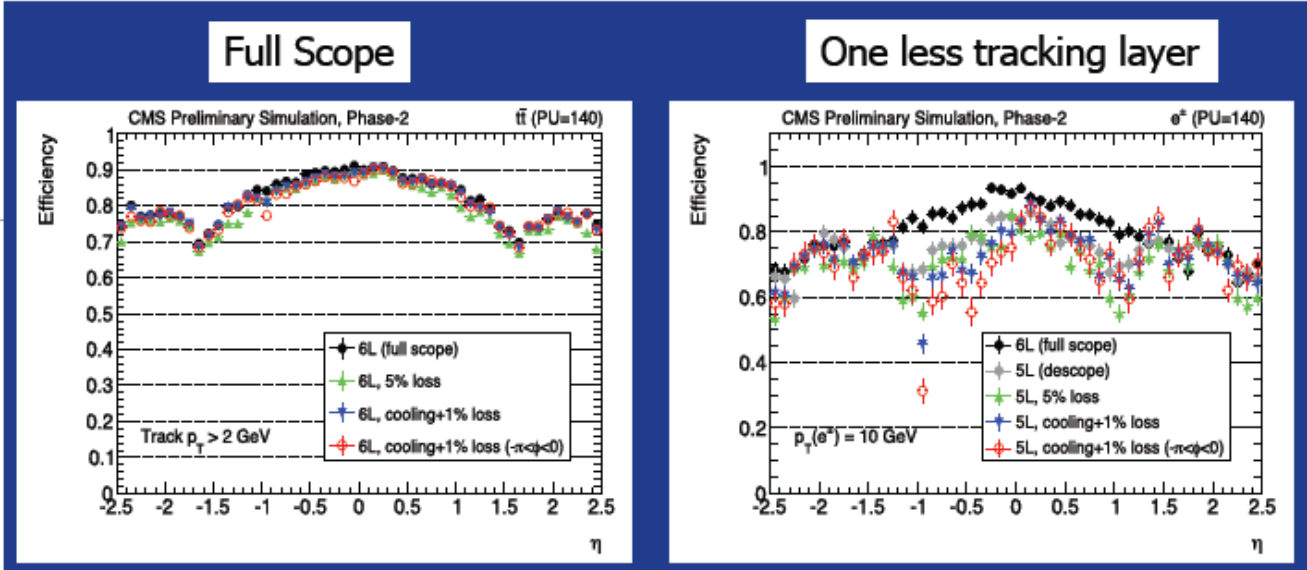 Full Scope
One less tracking layer
CMS Preliminary Simulation, Phase-2 tt̄ (PU=140)
Efficiency
1
0.9
0.8
0.7
0.6
0.5
0.4
0.3
0.2
0.1
0
6L (full scope)
6L, 5% loss
6L, cooling+1% loss
6L, cooling+1% loss (-π<ϕ<0)
Track p_T > 2 GeV
-2.5 -2 -1.5 -1 -0.5 0 0.5 1 1.5 2 2.5
η
CMS Preliminary Simulation, Phase-2 e± (PU=140)
Efficiency
1
0.8
0.6
0.4
0.2
0
6L (full scope)
5L (descope)
5L, 5% loss
5L, cooling+1% loss
5L, cooling+1% loss (-π<ϕ<0)
p_T(e±) = 10 GeV
-2.5 -2 -1.5 -1 -0.5 0 0.5 1 1.5 2 2.5
η